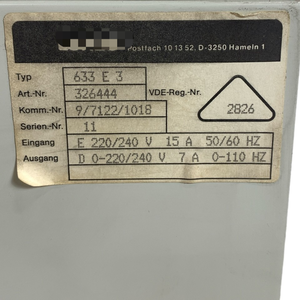 Postfach 10 13 52, D-3250 Hameln 1
Typ 633 E 3
Art.-Nr. 326444 VDE-Reg.-Nr.
Komm.-Nr. 9/7122/1018 2826
Serien.-Nr. 11
Eingang E 220/240 V 15 A 50/60 HZ
Ausgang D 0-220/240 V 7 A 0-110 HZ